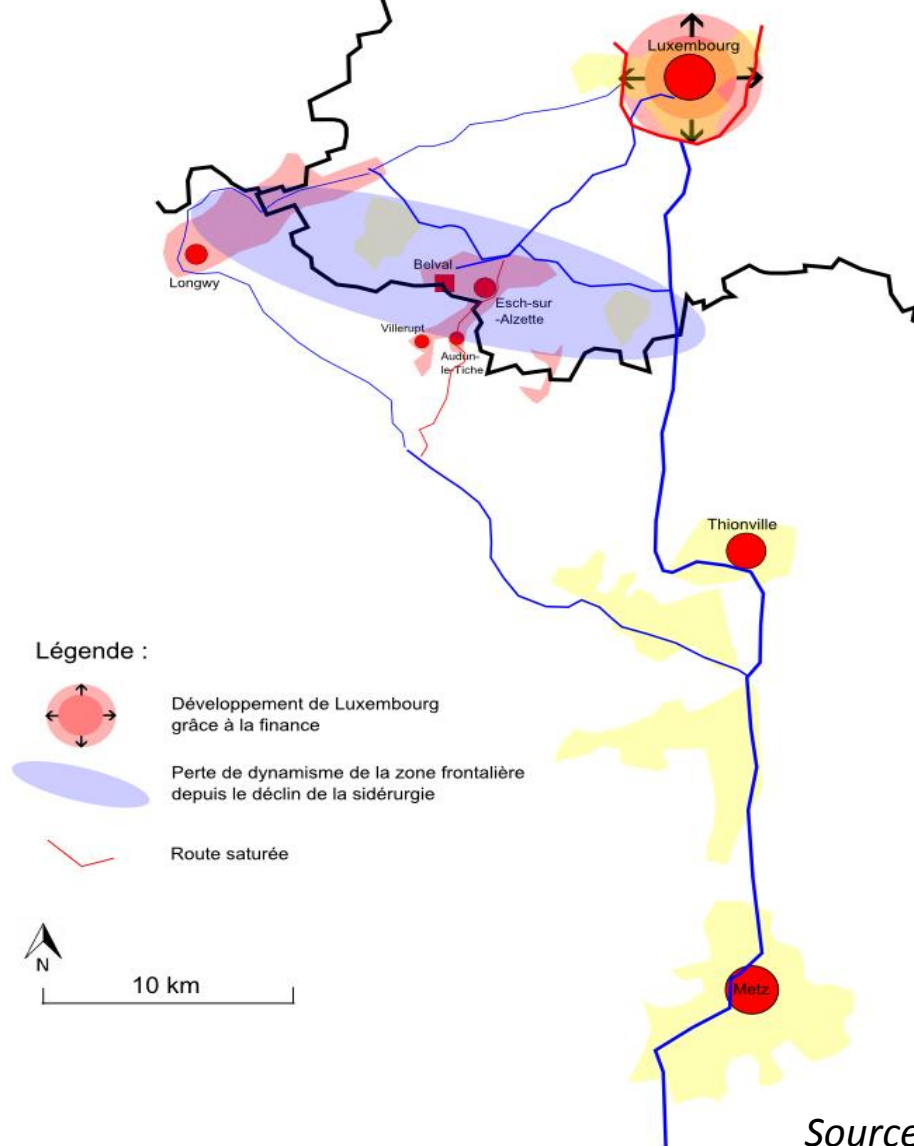 Luxembourg
Longwy
Belval
Esch-sur
-Alzette
Villerupt
Audun-
le-Tiche
Thionville
Légende :
Développement de Luxembourg
grâce à la finance
Perte de dynamisme de la zone frontalière
depuis le déclin de la sidérurgie
Route saturée
N
10 km
Metz
Source